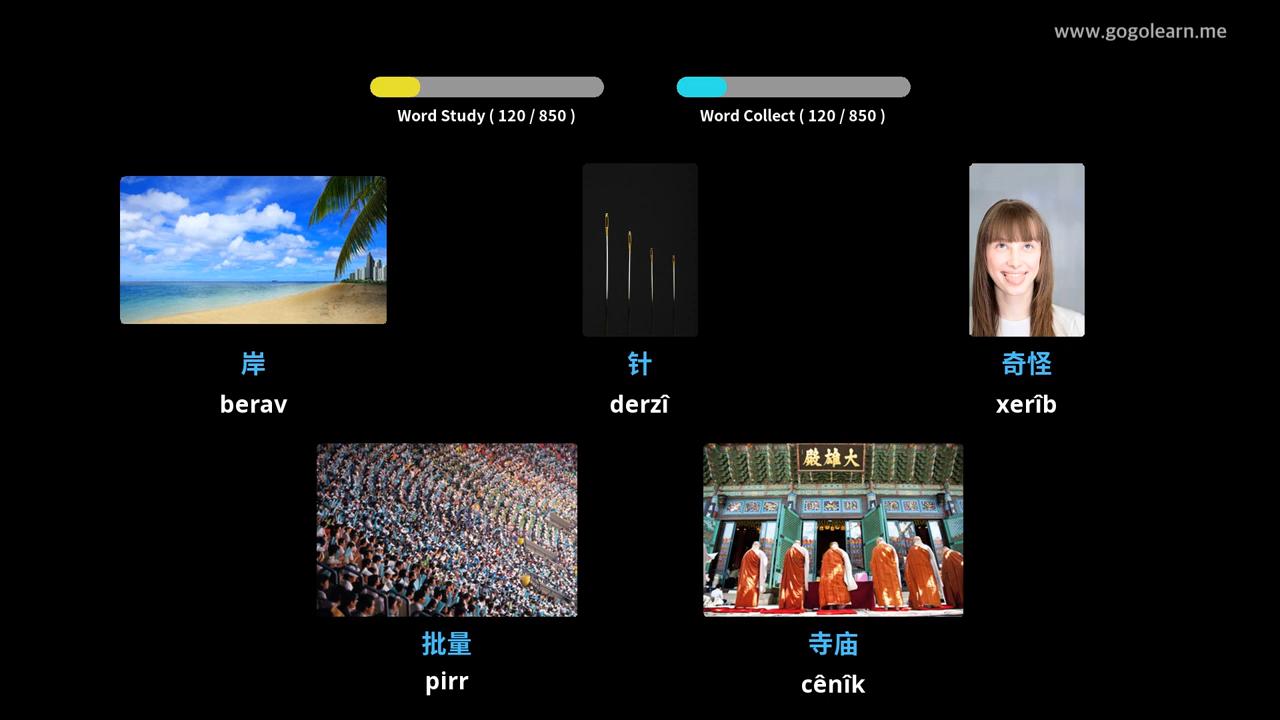 www.gogolearn.me
Word Study ( 120 / 850 )
Word Collect ( 120 / 850 )
岸
berav
针
derzî
奇怪
xerîb
大雄殿
批量
pirr
寺庙
cênîk